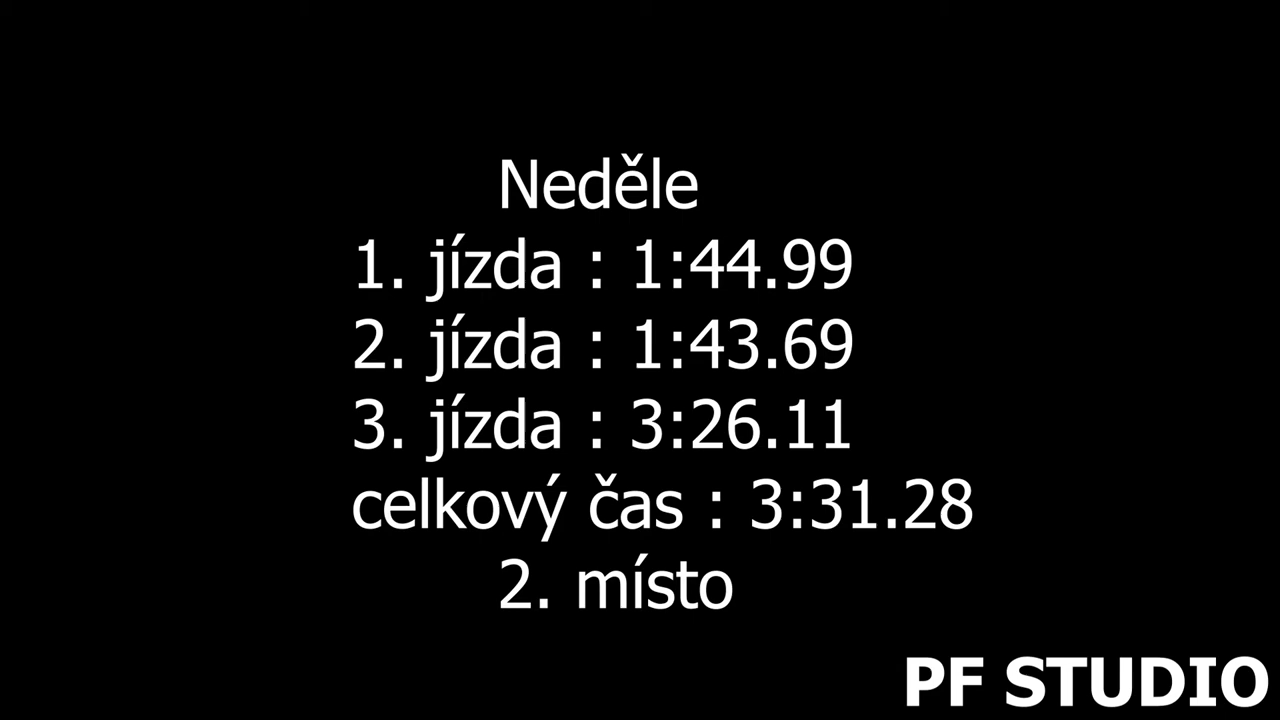 Neděle
1. jízda : 1:44.99
2. jízda : 1:43.69
3. jízda : 3:26.11
celkový čas : 3:31.28
2. místo
PF STUDIO